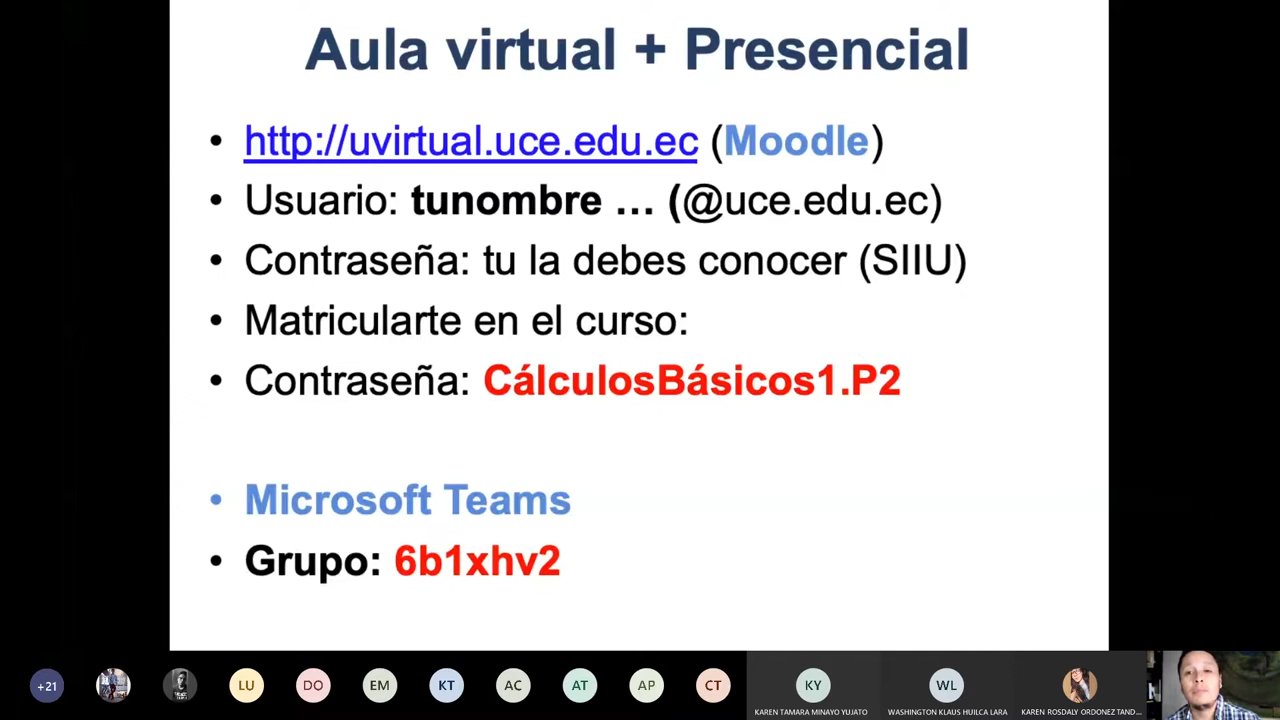 Aula virtual + Presencial
• http://uvirtual.uce.edu.ec (Moodle)
• Usuario: tunombre … (@uce.edu.ec)
• Contraseña: tu la debes conocer (SIIU)
• Matricularte en el curso:
• Contraseña: CálculosBásicos1.P2
• Microsoft Teams
• Grupo: 6b1xhv2
+21
LU
DO
EM
KT
AC
AT
AP
CT
KY
WL
KAREN TAMARA MINAYO YUJATO
WASHINGTON KLAUS HUILCA LARA
KAREN ROSDALY ORDONEZ TAND...